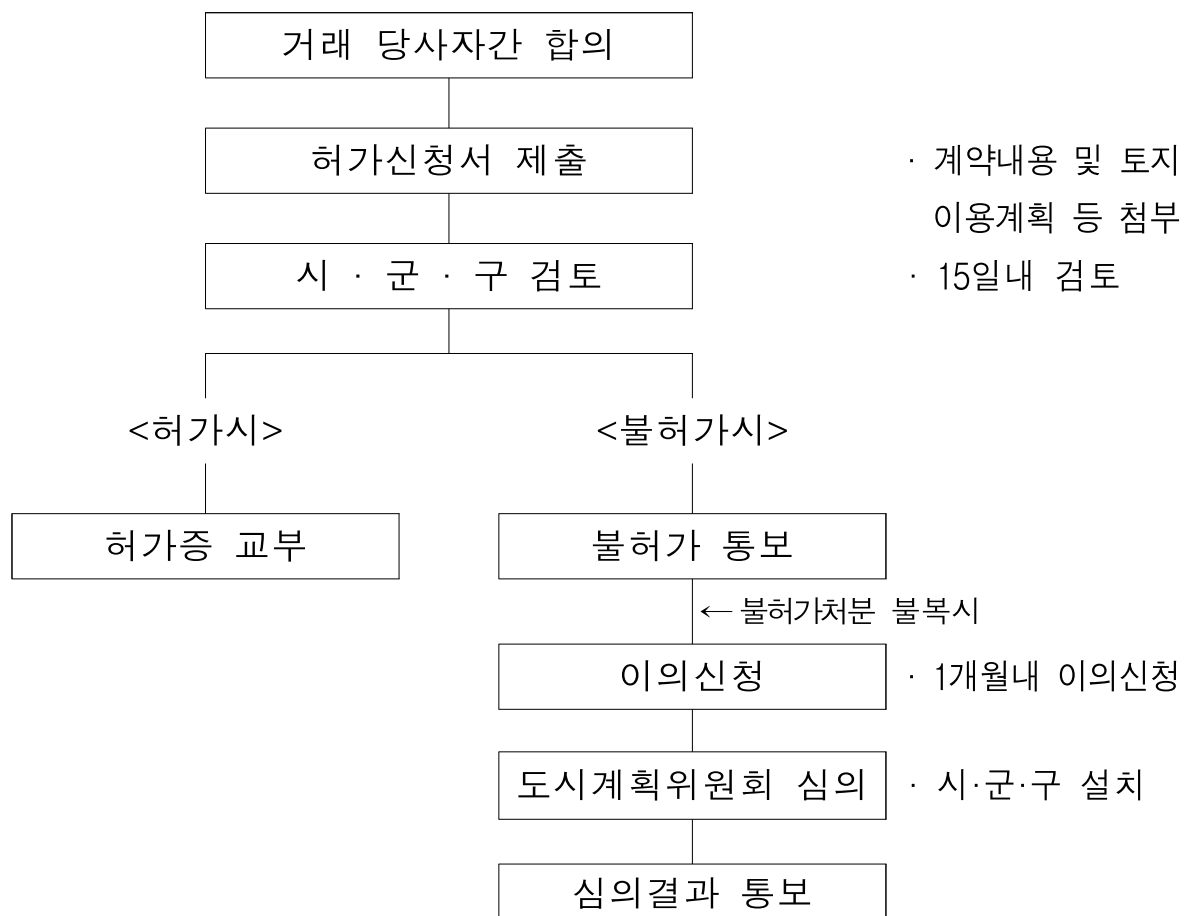 거래 당사자간 합의
허가신청서 제출
· 계약내용 및 토지
이용계획 등 첨부
시 · 군 · 구 검토
· 15일내 검토
<허가시>
<불허가시>
허가증 교부
불허가 통보
← 불허가처분 불복시
이의신청
· 1개월내 이의신청
도시계획위원회 심의
· 시·군·구 설치
심의결과 통보